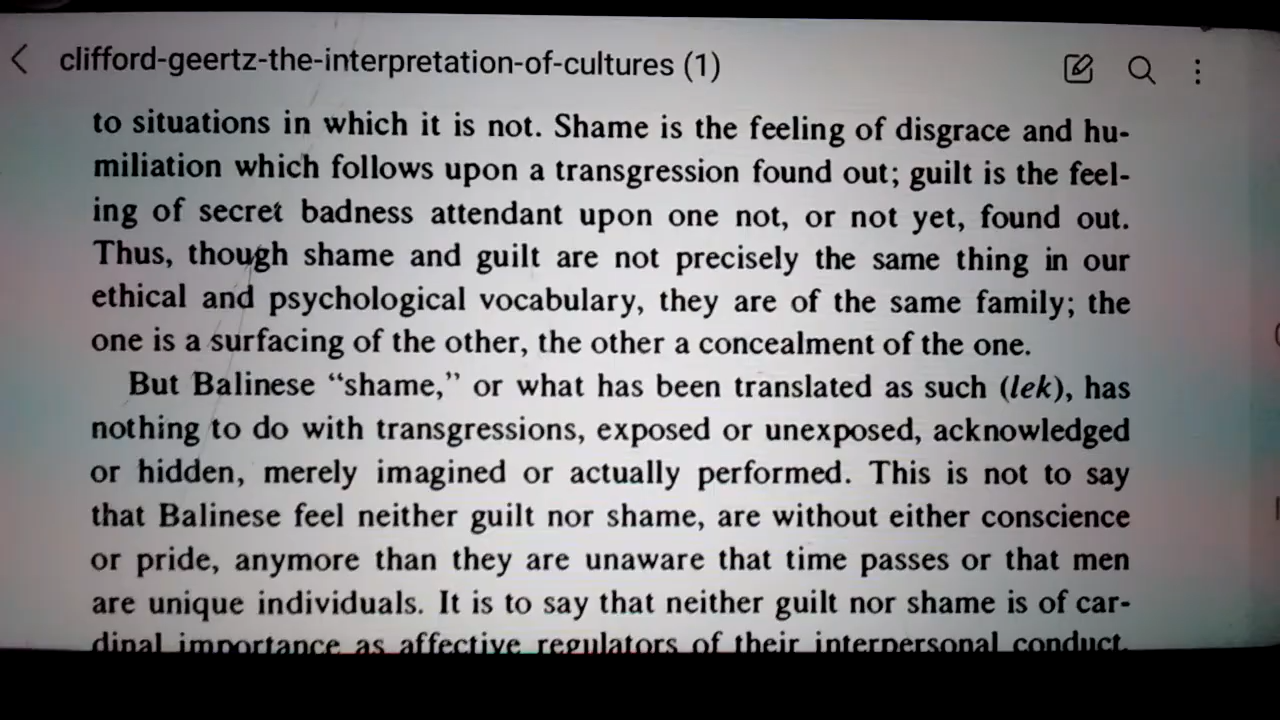 clifford-geertz-the-interpretation-of-cultures (1)
to situations in which it is not. Shame is the feeling of disgrace and hu-
miliation which follows upon a transgression found out; guilt is the feel-
ing of secret badness attendant upon one not, or not yet, found out.
Thus, though shame and guilt are not precisely the same thing in our
ethical and psychological vocabulary, they are of the same family; the
one is a surfacing of the other, the other a concealment of the one.
But Balinese “shame,” or what has been translated as such (lek), has
nothing to do with transgressions, exposed or unexposed, acknowledged
or hidden, merely imagined or actually performed. This is not to say
that Balinese feel neither guilt nor shame, are without either conscience
or pride, anymore than they are unaware that time passes or that men
are unique individuals. It is to say that neither guilt nor shame is of car-
dinal importance as affective regulators of their interpersonal conduct,